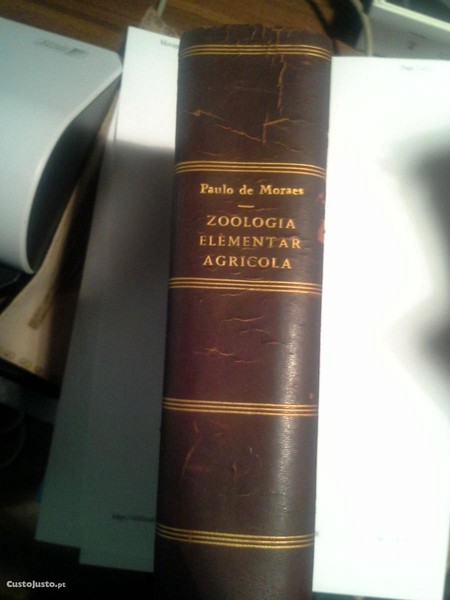 Paulo de Moraes
ZOOLOGIA
ELEMENTAR
AGRICOLA
CustoJusto.pt